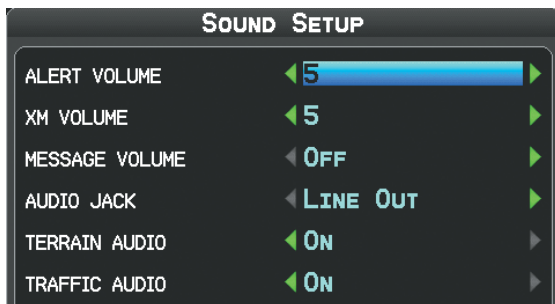 Sound Setup
ALERT VOLUME 5
XM VOLUME 5
MESSAGE VOLUME Off
AUDIO JACK Line Out
TERRAIN AUDIO On
TRAFFIC AUDIO On